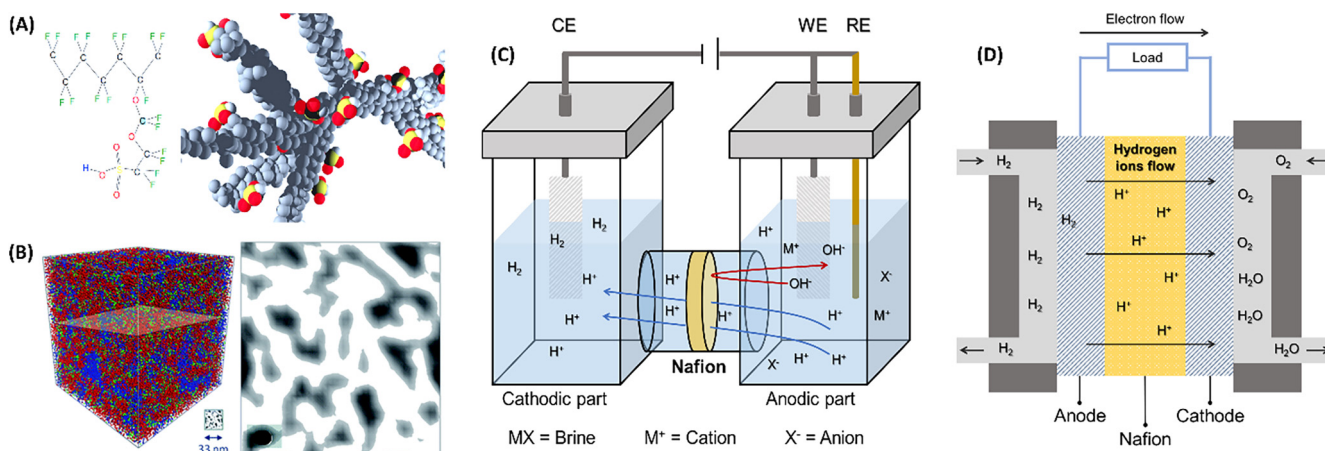 (A)
F F F F F F
F F
C C C
C C C
F F F F F F
O
C F
F
O
C F
F
O
H O S C F
O F F
(B)
33 nm
(C)
CE
WE
RE
H₂
H₂
H₂
H⁺
H⁺
H⁺
H⁺
H⁺
H⁺
H⁺
H⁺
M⁺
OH⁻
OH⁻
X⁻
M⁺
H⁺
H⁺
H⁺
X⁻
Nafion
Cathodic part
Anodic part
MX = Brine
M⁺ = Cation
X⁻ = Anion
(D)
Electron flow
Load
Hydrogen
ions flow
H₂
O₂
H₂
H₂
H⁺
H⁺
O₂
H⁺
O₂
H₂
H⁺
H₂O
H⁺
H₂O
H₂
H⁺
H₂
H₂O
Anode
Cathode
Nafion